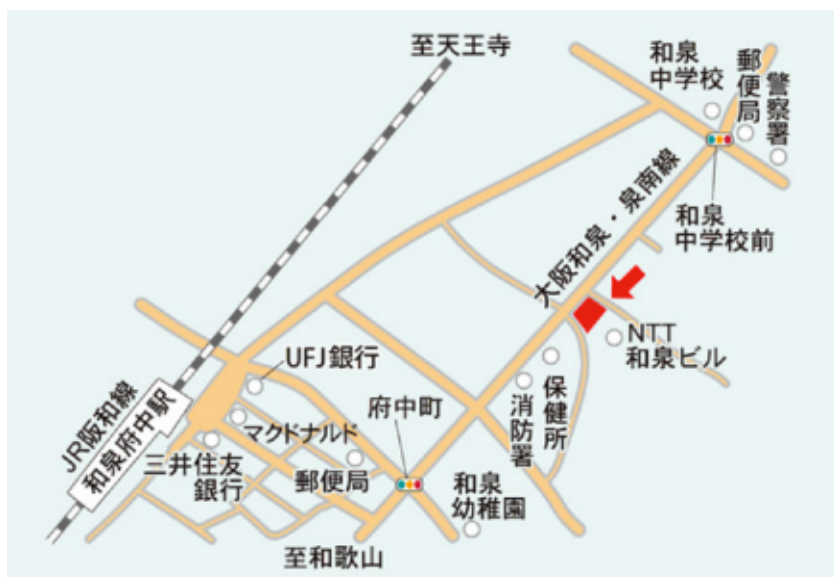 至天王寺
和泉
中学校
郵便局
警察署
大阪和泉・泉南線
和泉
中学校前
NTT
和泉ビル
保健所
消防署
UFJ銀行
府中町
マクドナルド
JR阪和線
和泉府中駅
三井住友
銀行
郵便局
和泉
幼稚園
至和歌山